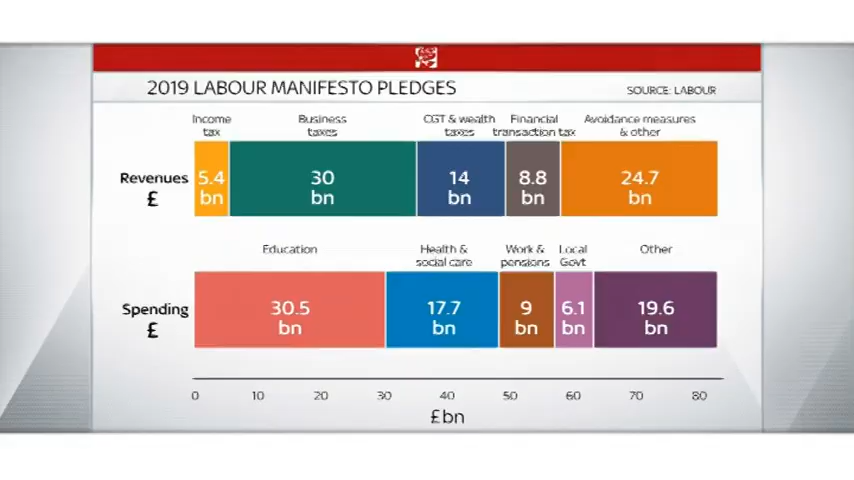 2019 LABOUR MANIFESTO PLEDGES
SOURCE: LABOUR
Income tax
Business taxes
CGT & wealth taxes
Financial transaction tax
Avoidance measures & other
Revenues £
5.4 bn
30 bn
14 bn
8.8 bn
24.7 bn
Education
Health & social care
Work & pensions
Local Govt
Other
Spending £
30.5 bn
17.7 bn
9 bn
6.1 bn
19.6 bn
0 10 20 30 40 50 60 70 80
£bn